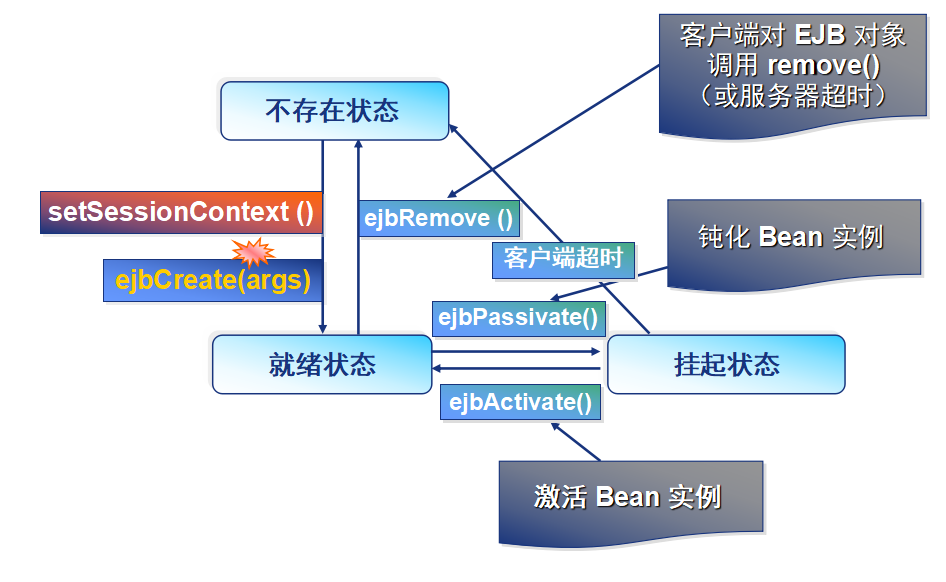 客户端对 EJB 对象
调用 remove()
（或服务器超时）
不存在状态
setSessionContext ()
ejbRemove ()
ejbCreate(args)
客户端超时
钝化 Bean 实例
ejbPassivate()
就绪状态
挂起状态
ejbActivate()
激活 Bean 实例